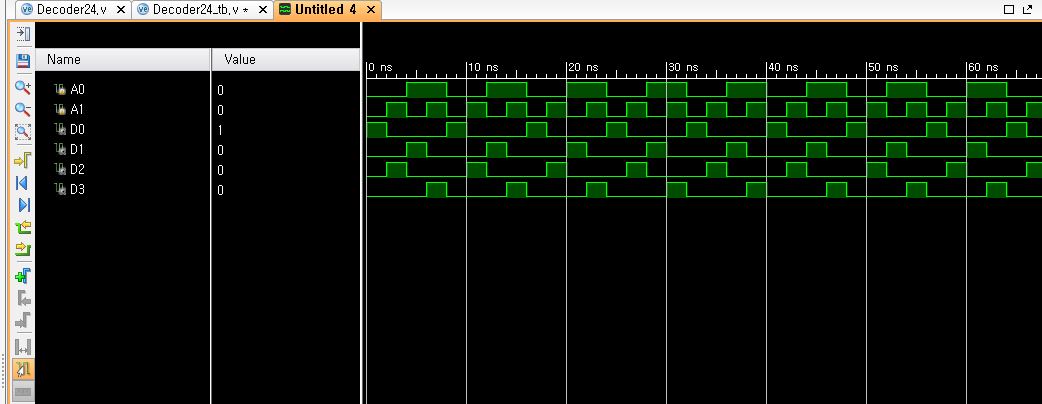 Decoder24.v × Decoder24_tb.v * × Untitled 4 ×
Name Value
0 ns 10 ns 20 ns 30 ns 40 ns 50 ns 60 ns
A0 0
A1 0
D0 1
D1 0
D2 0
D3 0